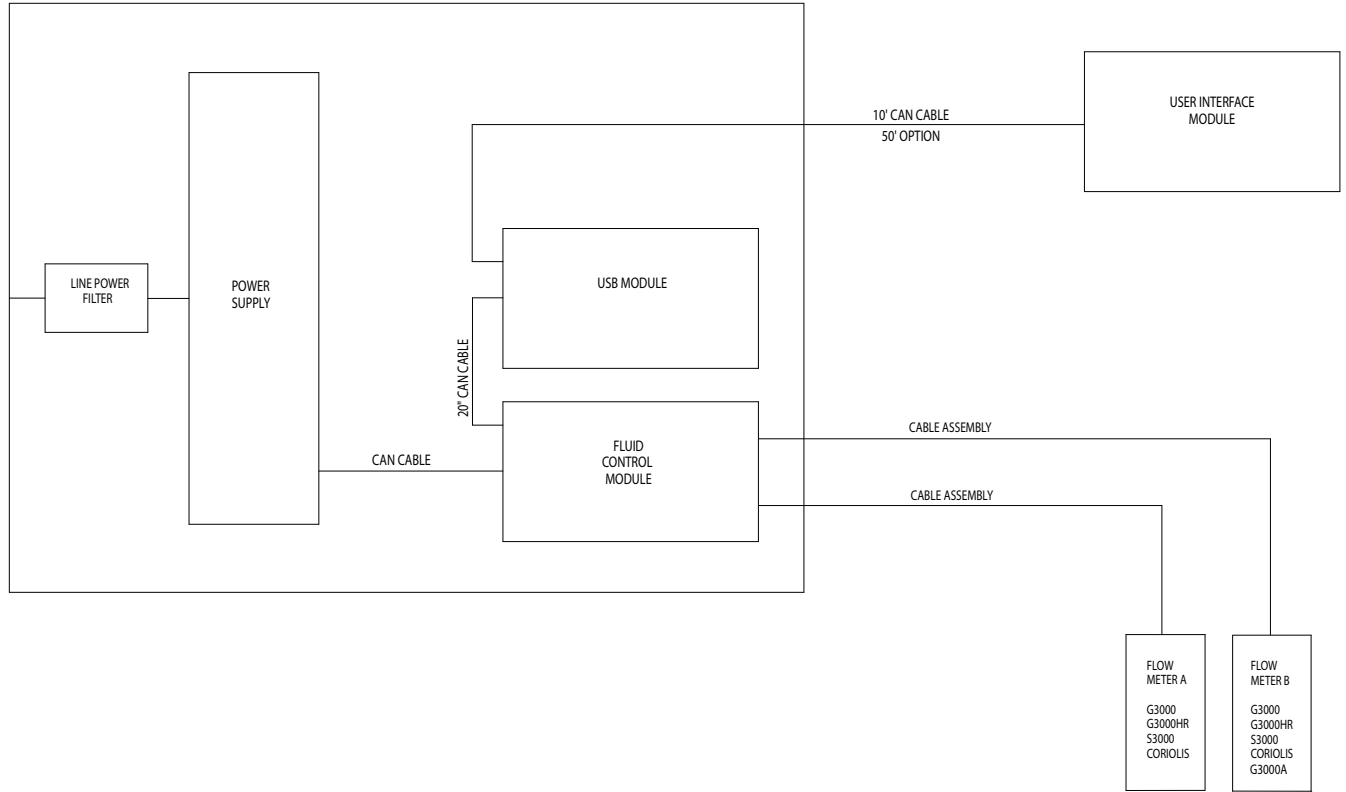 10' CAN CABLE
50' OPTION
USER INTERFACE
MODULE
LINE POWER
FILTER
POWER
SUPPLY
USB MODULE
20" CAN CABLE
CAN CABLE
FLUID
CONTROL
MODULE
CABLE ASSEMBLY
CABLE ASSEMBLY
FLOW
METER A
G3000
G3000HR
S3000
CORIOLIS
FLOW
METER B
G3000
G3000HR
S3000
CORIOLIS
G3000A